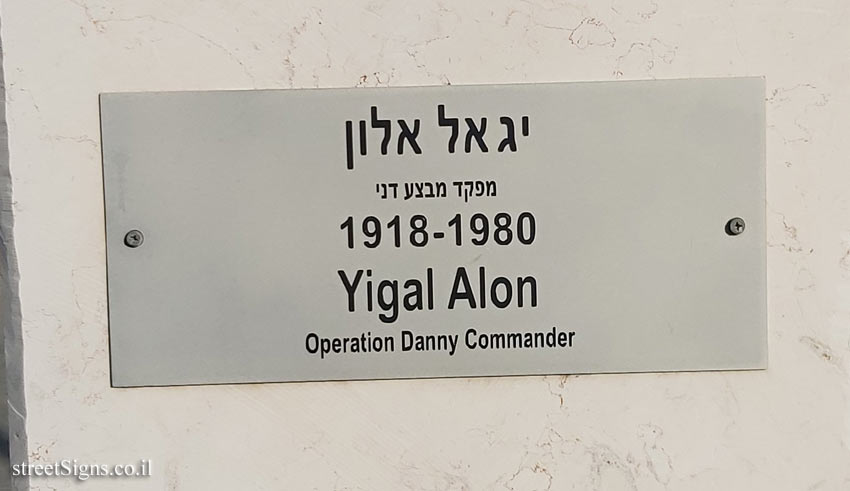 יגאל אלון
מפקד מבצע דני
1918-1980
Yigal Alon
Operation Danny Commander
streetSigns.co.il